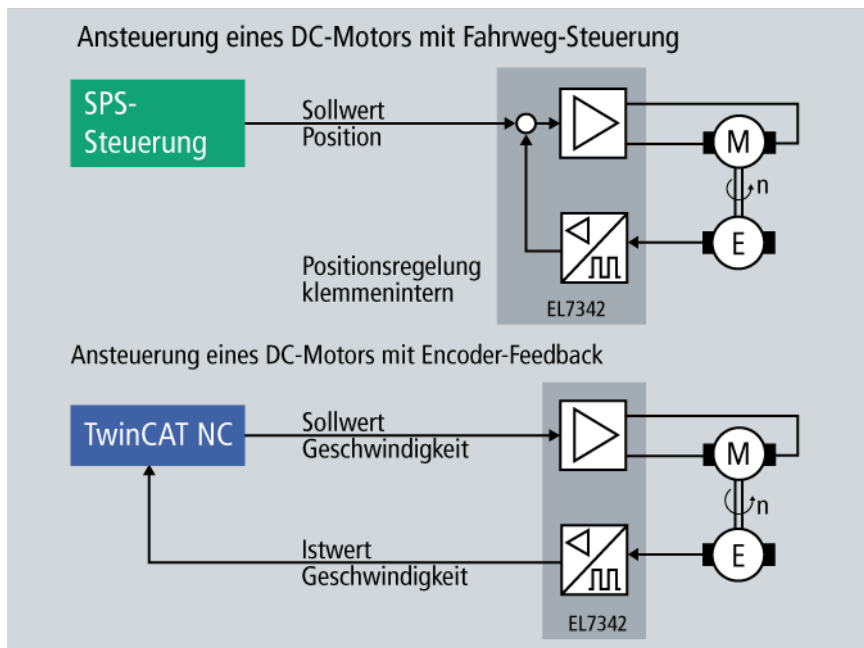 Ansteuerung eines DC-Motors mit Fahrweg-Steuerung
SPS-
Steuerung
Sollwert
Position
M
n
E
Positionsregelung
klemmenintern
EL7342
Ansteuerung eines DC-Motors mit Encoder-Feedback
TwinCAT NC
Sollwert
Geschwindigkeit
M
n
E
Istwert
Geschwindigkeit
EL7342